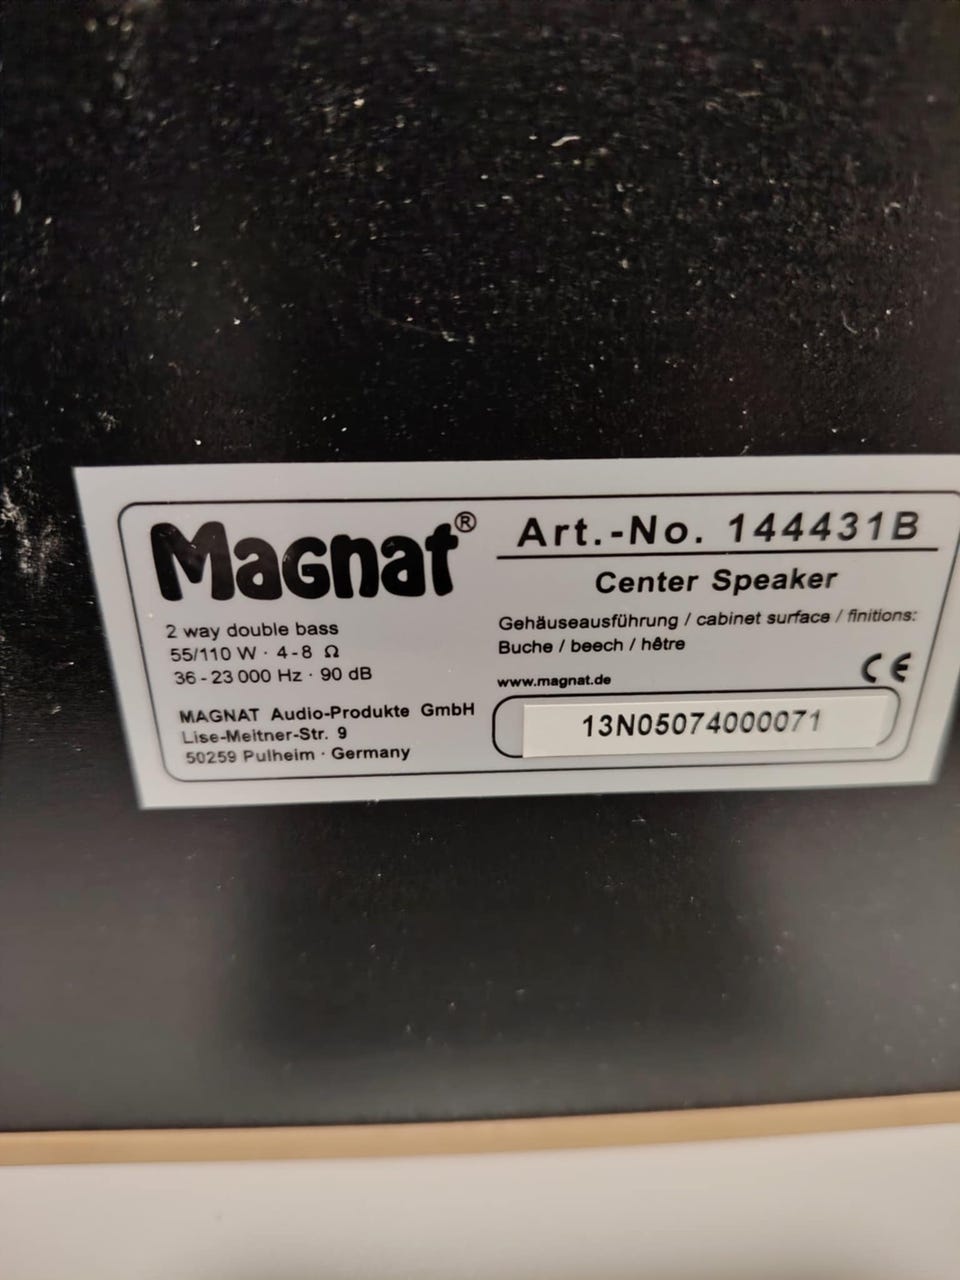 Magnat®
2 way double bass
55/110 W · 4-8 Ω
36-23 000 Hz · 90 dB
MAGNAT Audio-Produkte GmbH
Lise-Meitner-Str. 9
50259 Pulheim · Germany
Art.-No. 144431B
Center Speaker
Gehäuseausführung / cabinet surface / finitions:
Buche / beech / hêtre
www.magnat.de
CE
13N05074000071